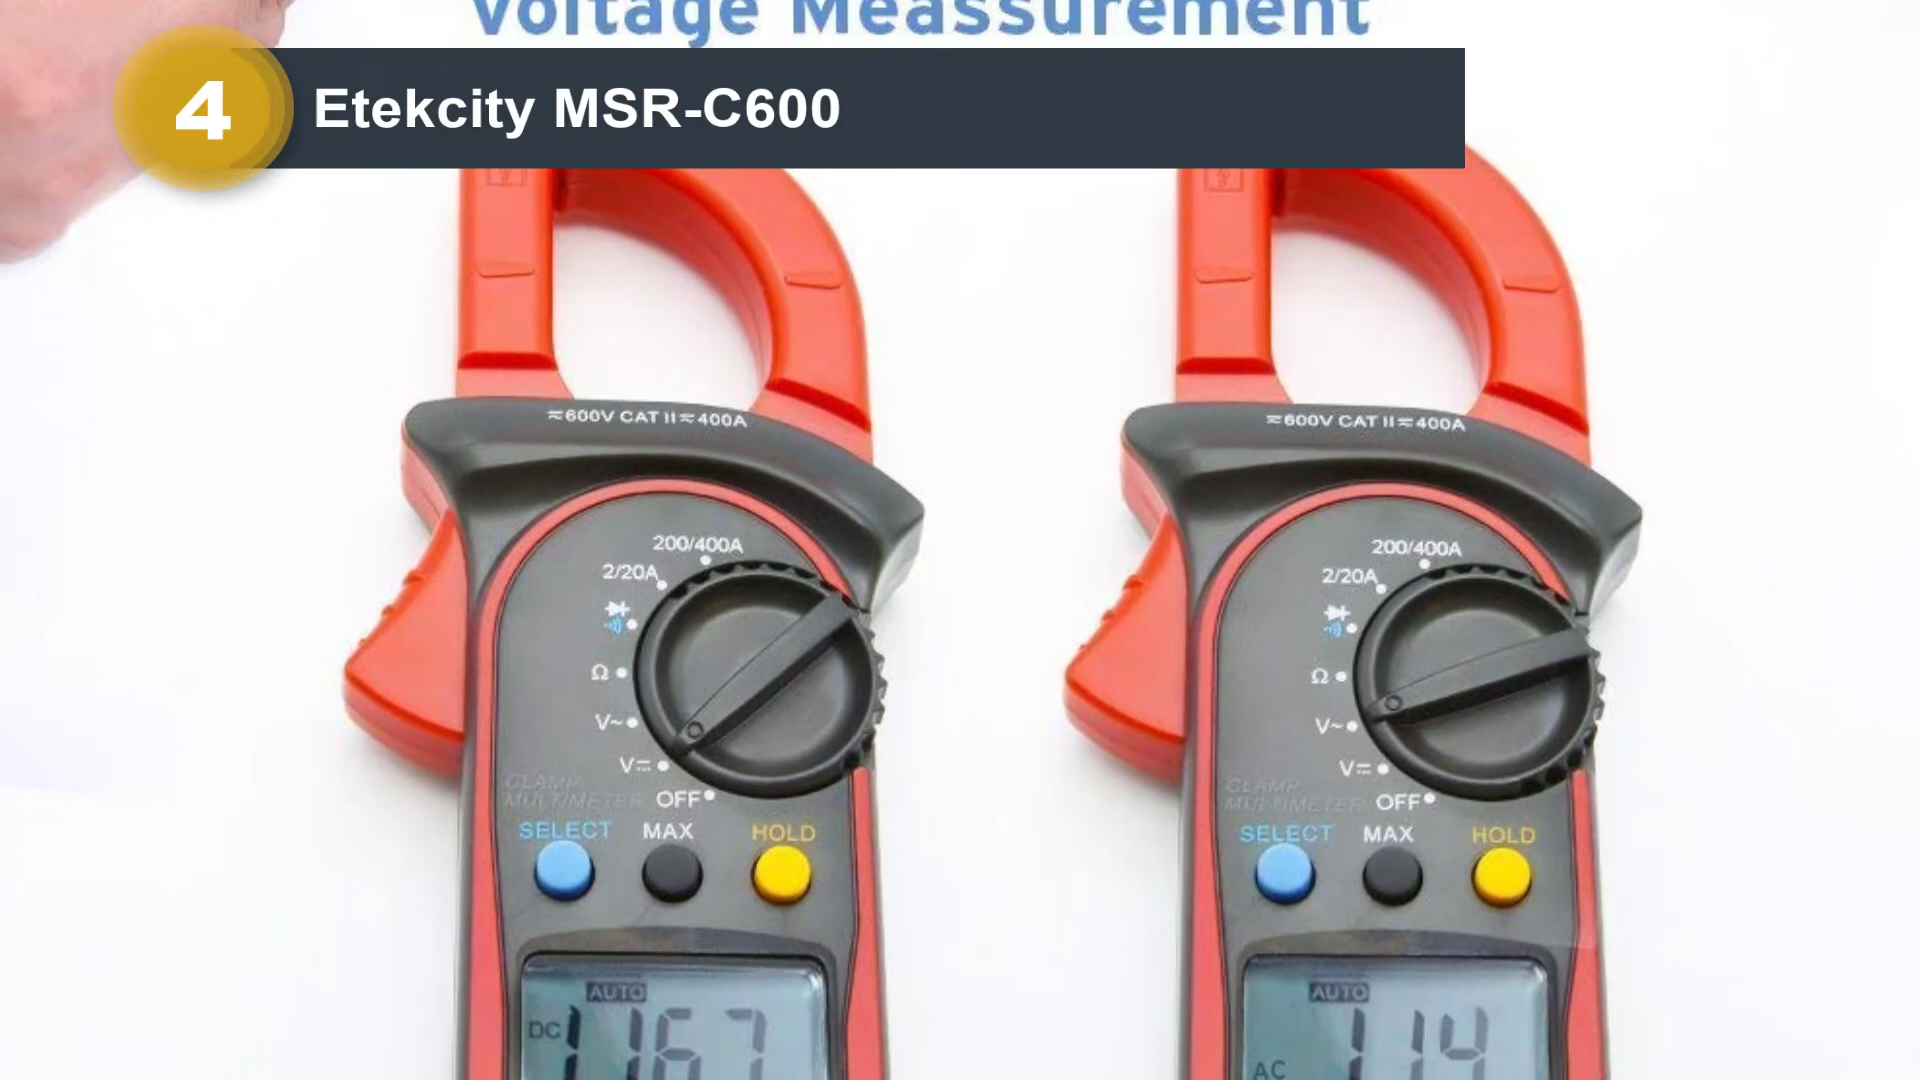 Voltage Meassurement
4
Etekcity MSR-C600
≂600V CAT II ≂400A
200/400A
2/20A
Ω
V~
V⎓
CLAMP
MULTIMETER
OFF
SELECT MAX HOLD
AUTO
DC 1167
≂600V CAT II ≂400A
200/400A
2/20A
Ω
V~
V⎓
CLAMP
MULTIMETER
OFF
SELECT MAX HOLD
AUTO
AC 114